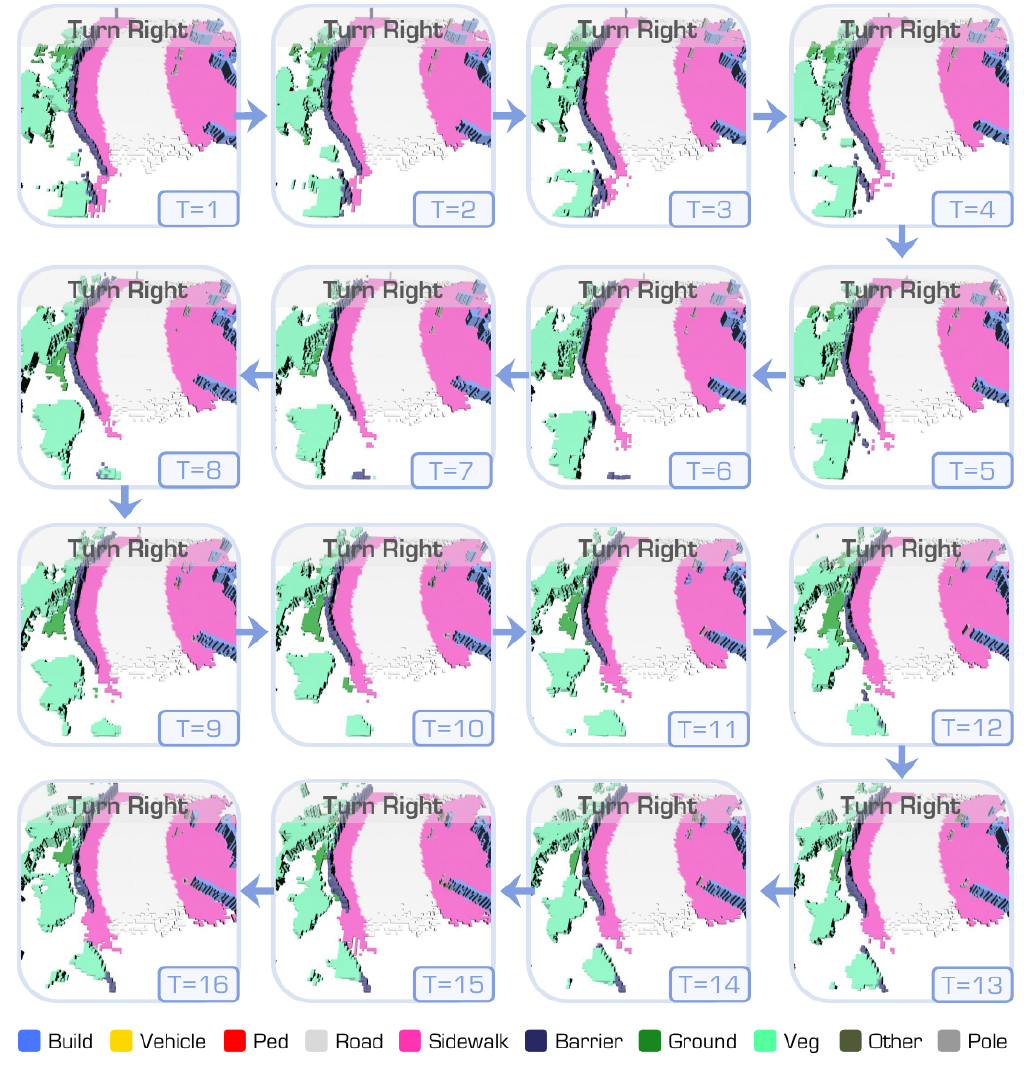 Turn Right Turn Right Turn Right Turn Right
T=1 T=2 T=3 T=4
Turn Right Turn Right Turn Right Turn Right
T=8 T=7 T=6 T=5
Turn Right Turn Right Turn Right Turn Right
T=9 T=10 T=11 T=12
Turn Right Turn Right Turn Right Turn Right
T=16 T=15 T=14 T=13
Build Vehicle Ped Road Sidewalk Barrier Ground Veg Other Pole